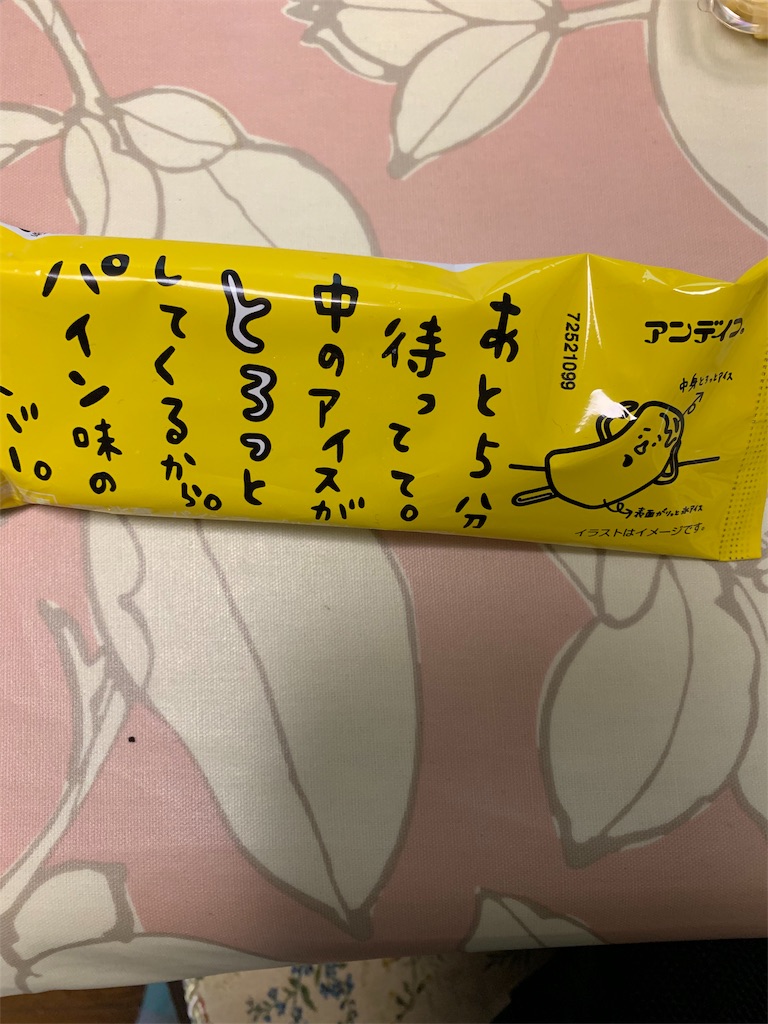 あと5分
待ってて。
中のアイスが
とろっと
してくるから。
パイン味の
バー。
72521099
アンデイコ
中身とろっとアイス
表面がりっと氷アイス
イラストはイメージです。